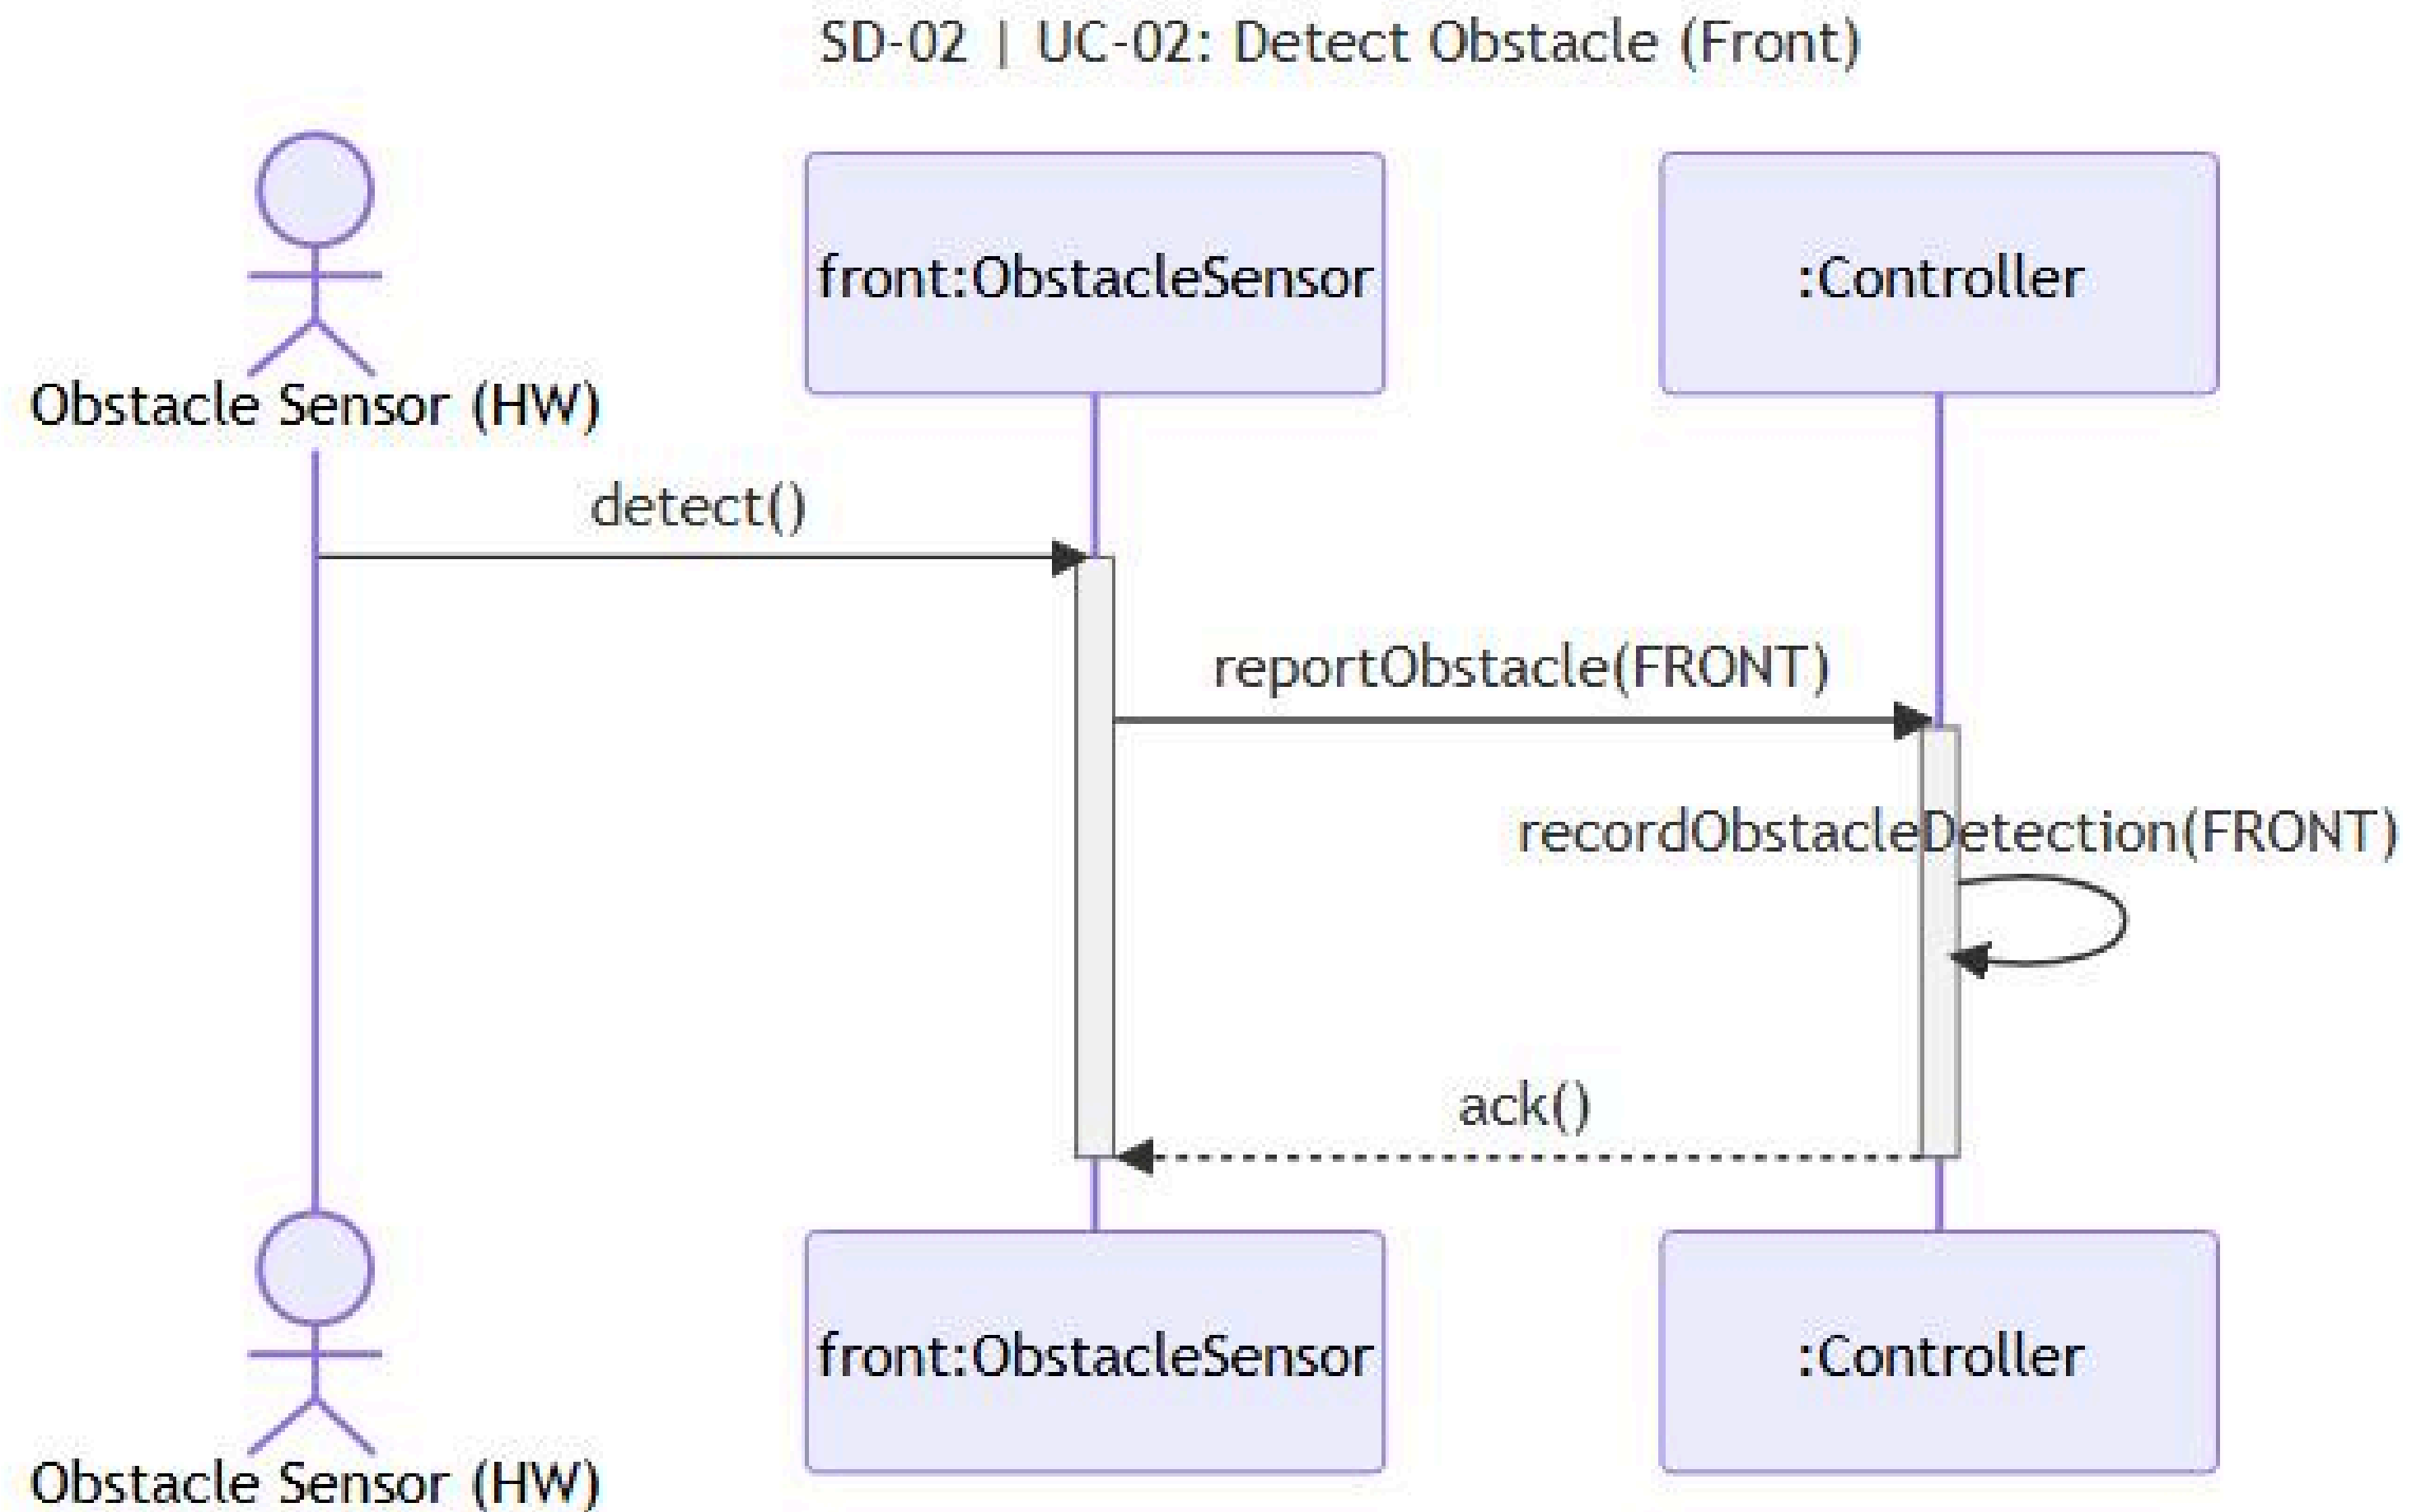 SD-02 | UC-02: Detect Obstacle (Front)
Obstacle Sensor (HW)
front:ObstacleSensor
:Controller
detect()
reportObstacle(FRONT)
recordObstacleDetection(FRONT)
ack()
Obstacle Sensor (HW)
front:ObstacleSensor
:Controller